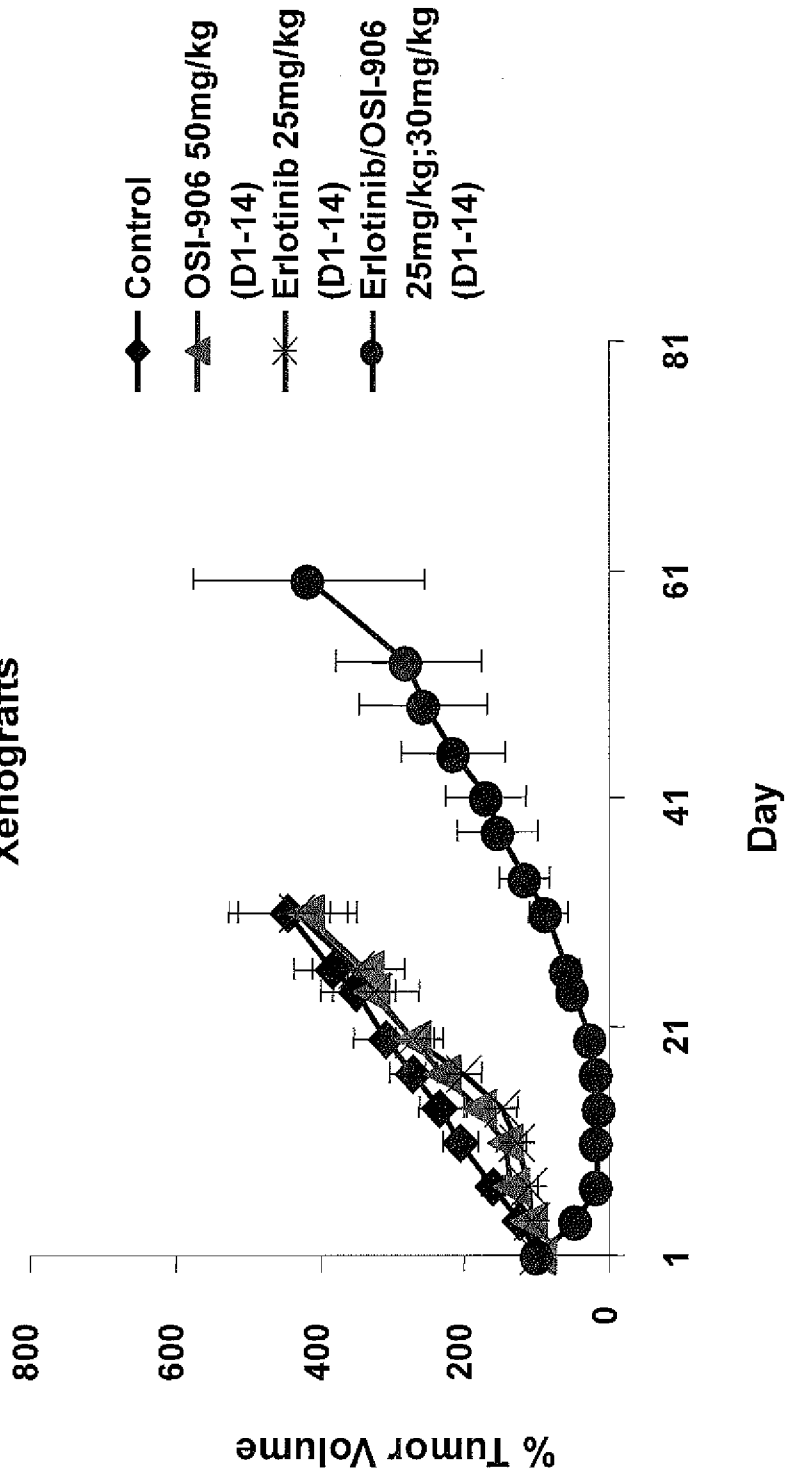 Xenografts
Control
OSI-906 50mg/kg
(D1-14)
Erlotinib 25mg/kg
(D1-14)
Erlotinib/OSI-906
25mg/kg;30mg/kg
(D1-14)
800
600
400
200
0
% Tumor Volume
1
21
41
61
81
Day